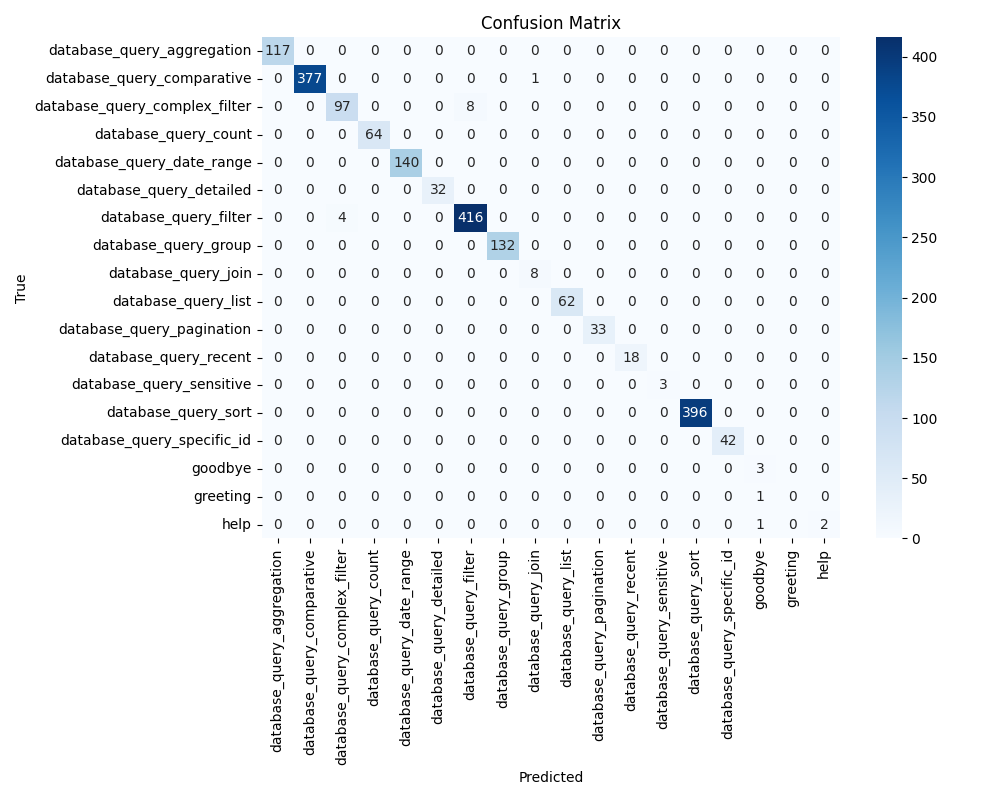 Confusion Matrix
True
database_query_aggregation 117 0 0 0 0 0 0 0 0 0 0 0 0 0 0 0 0 0
database_query_comparative 0 377 0 0 0 0 0 0 1 0 0 0 0 0 0 0 0 0
database_query_complex_filter 0 0 97 0 0 0 8 0 0 0 0 0 0 0 0 0 0 0
database_query_count 0 0 0 64 0 0 0 0 0 0 0 0 0 0 0 0 0 0
database_query_date_range 0 0 0 0 140 0 0 0 0 0 0 0 0 0 0 0 0 0
database_query_detailed 0 0 0 0 0 32 0 0 0 0 0 0 0 0 0 0 0 0
database_query_filter 0 0 4 0 0 0 416 0 0 0 0 0 0 0 0 0 0 0
database_query_group 0 0 0 0 0 0 0 132 0 0 0 0 0 0 0 0 0 0
database_query_join 0 0 0 0 0 0 0 0 8 0 0 0 0 0 0 0 0 0
database_query_list 0 0 0 0 0 0 0 0 0 62 0 0 0 0 0 0 0 0
database_query_pagination 0 0 0 0 0 0 0 0 0 0 33 0 0 0 0 0 0 0
database_query_recent 0 0 0 0 0 0 0 0 0 0 0 18 0 0 0 0 0 0
database_query_sensitive 0 0 0 0 0 0 0 0 0 0 0 0 3 0 0 0 0 0
database_query_sort 0 0 0 0 0 0 0 0 0 0 0 0 0 396 0 0 0 0
database_query_specific_id 0 0 0 0 0 0 0 0 0 0 0 0 0 0 42 0 0 0
goodbye 0 0 0 0 0 0 0 0 0 0 0 0 0 0 0 3 0 0
greeting 0 0 0 0 0 0 0 0 0 0 0 0 0 0 0 1 0 0
help 0 0 0 0 0 0 0 0 0 0 0 0 0 0 0 1 0 2
database_query_aggregation
database_query_comparative
database_query_complex_filter
database_query_count
database_query_date_range
database_query_detailed
database_query_filter
database_query_group
database_query_join
database_query_list
database_query_pagination
database_query_recent
database_query_sensitive
database_query_sort
database_query_specific_id
goodbye
greeting
help
Predicted
400
350
300
250
200
150
100
50
0